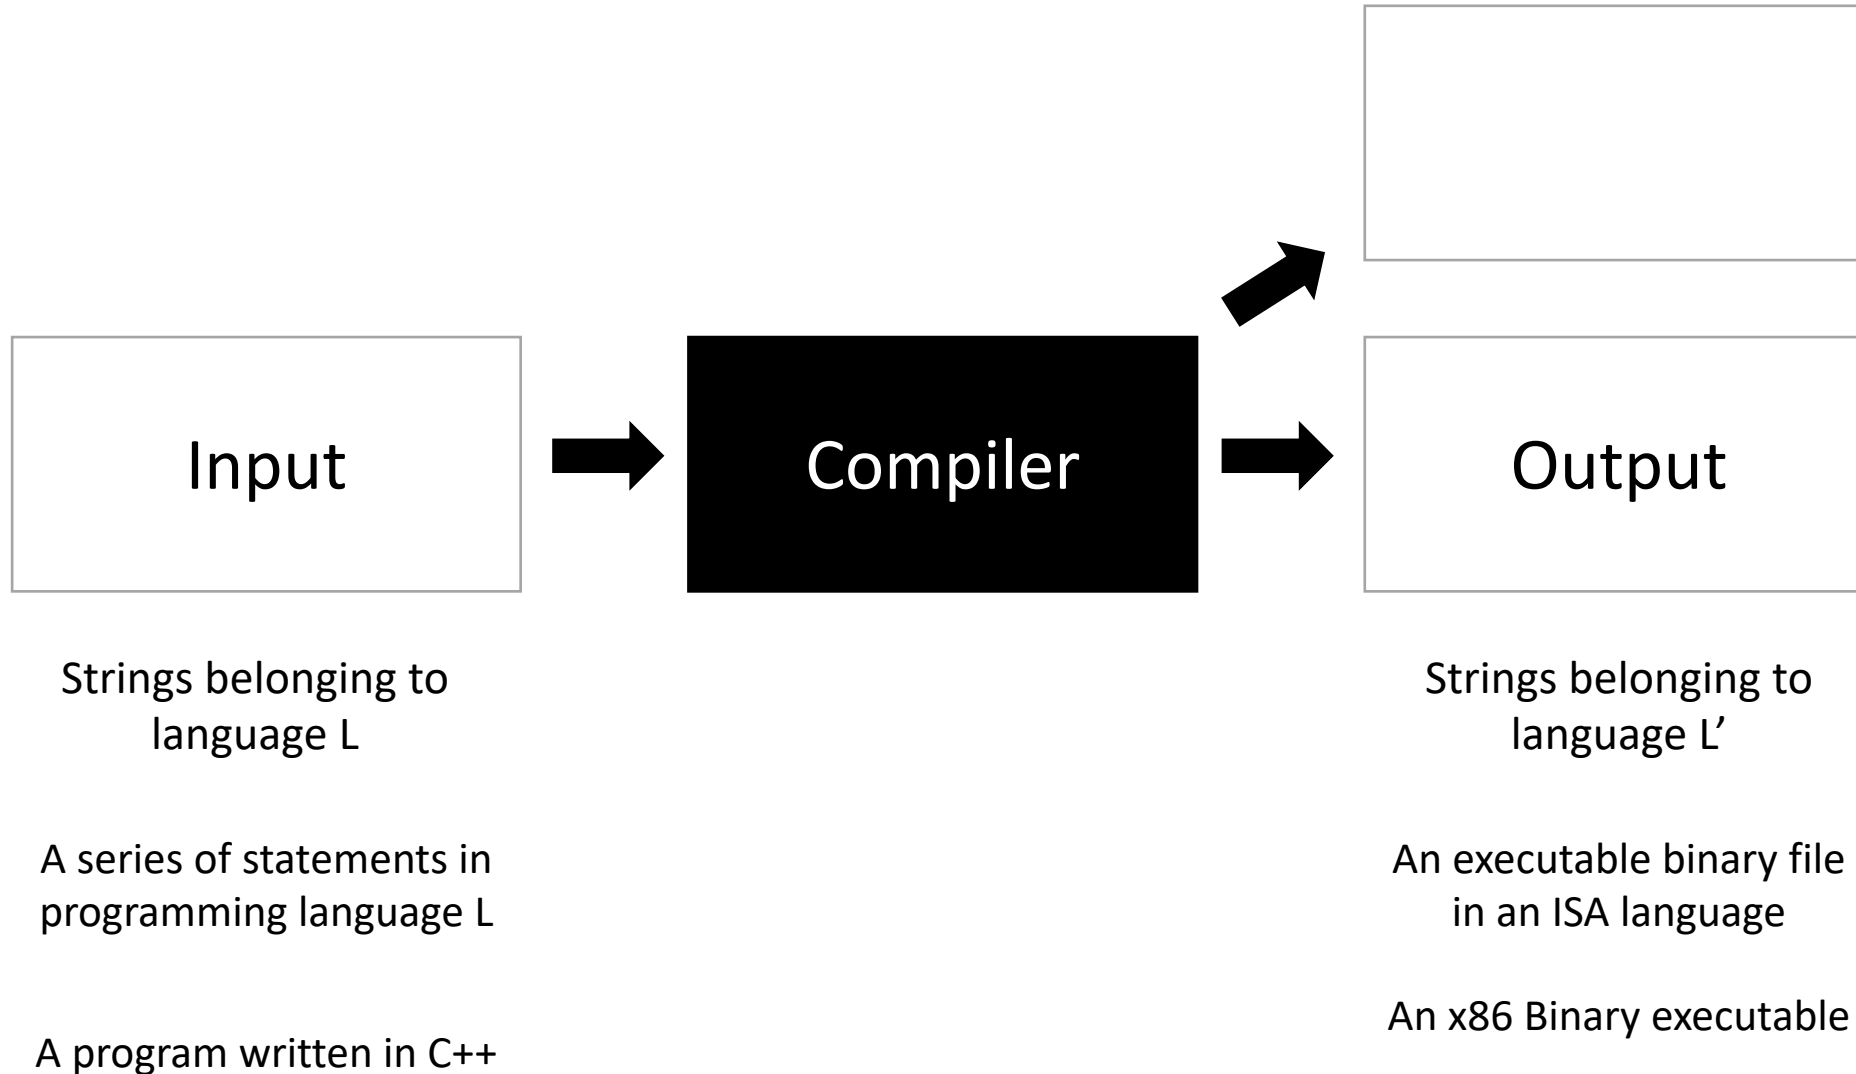 Input
Compiler
Output
Strings belonging to
language L
Strings belonging to
language L’
A series of statements in
programming language L
An executable binary file
in an ISA language
An x86 Binary executable
A program written in C++